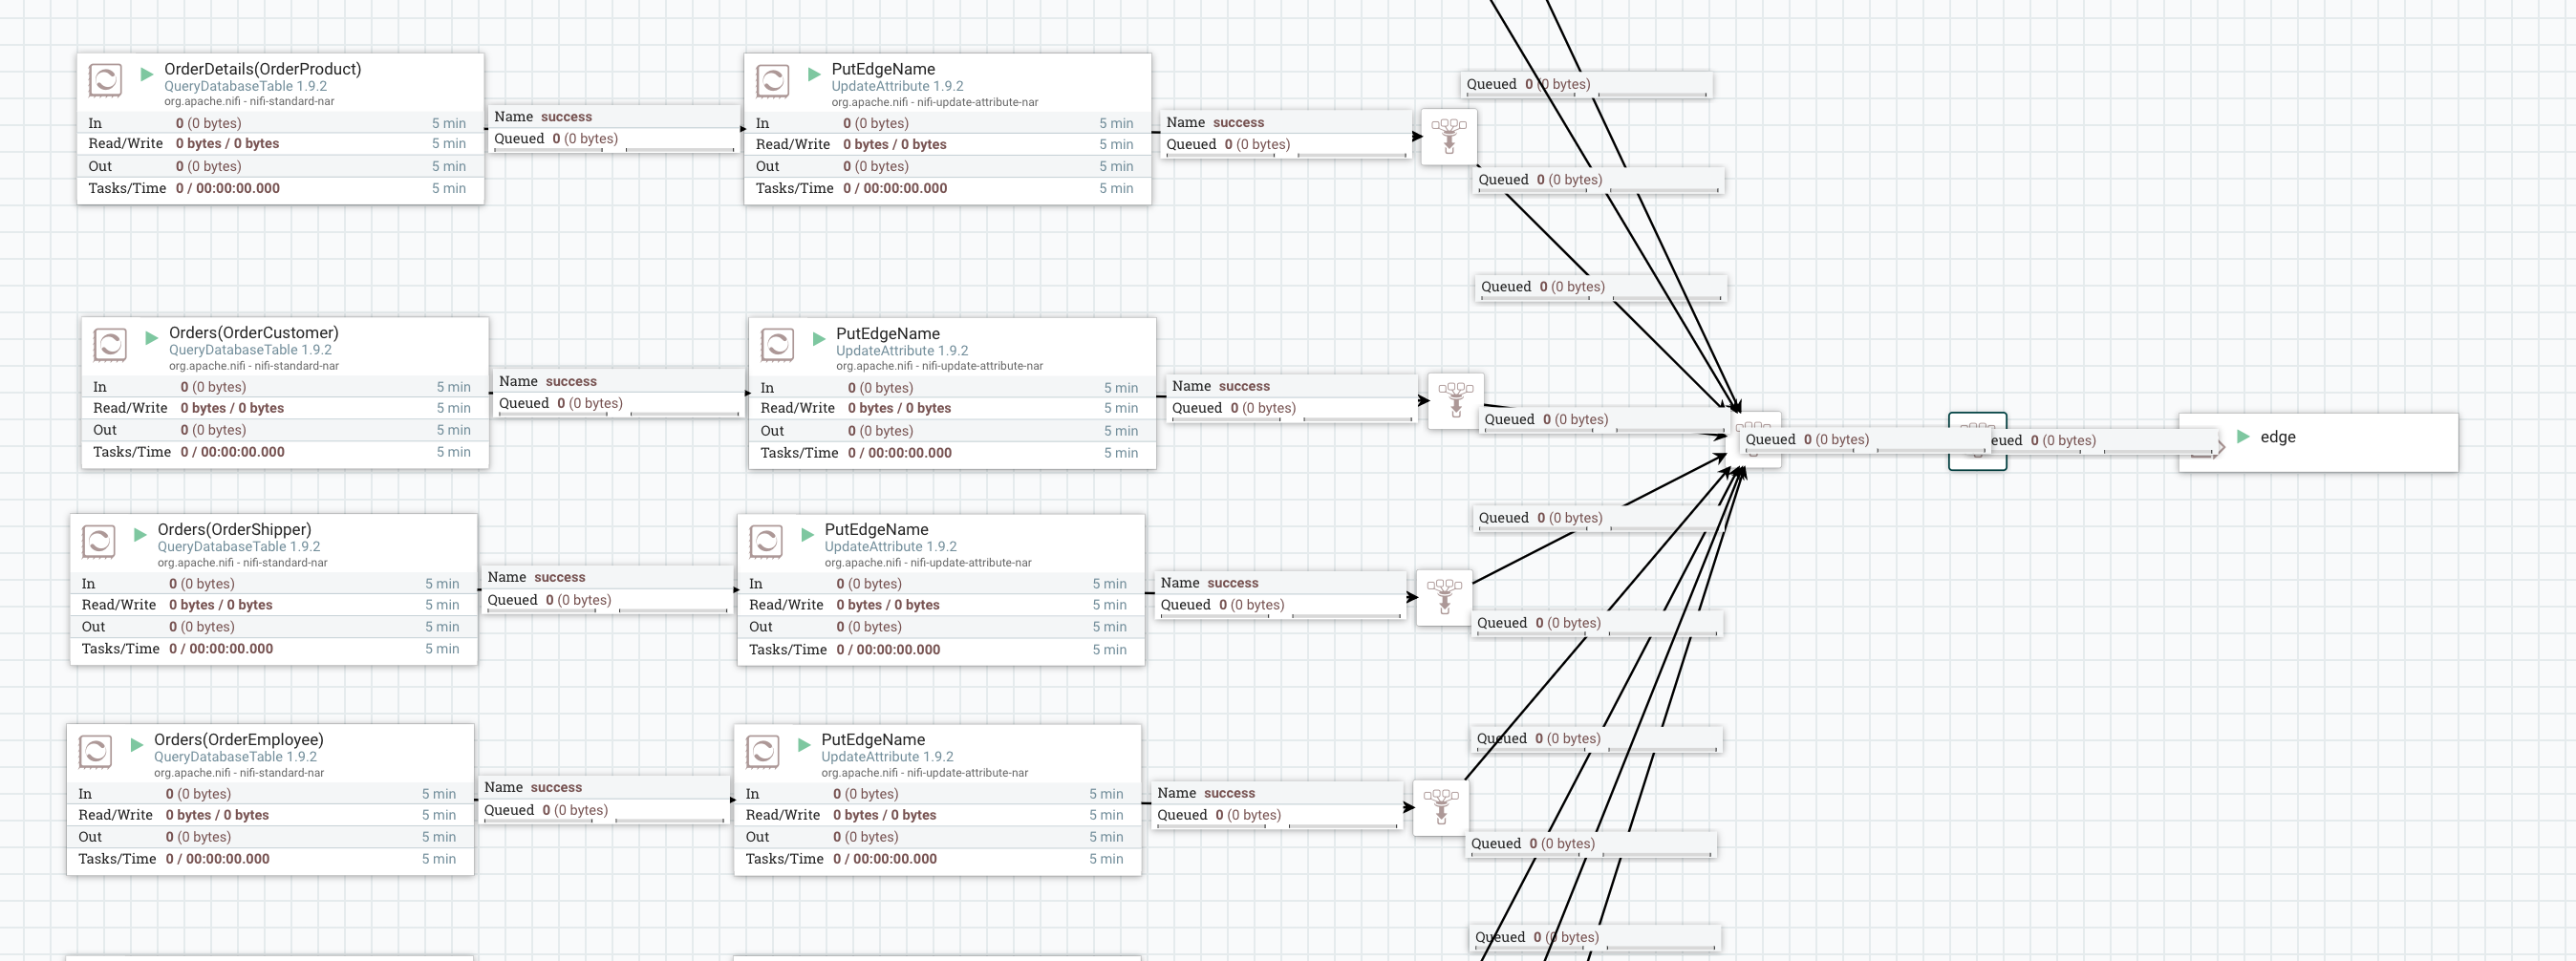 OrderDetails(OrderProduct)
QueryDatabaseTable 1.9.2
org.apache.nifi - nifi-standard-nar
In 0 (0 bytes) 5 min
Read/Write 0 bytes / 0 bytes 5 min
Out 0 (0 bytes) 5 min
Tasks/Time 0 / 00:00:00.000 5 min
Name success
Queued 0 (0 bytes)
PutEdgeName
UpdateAttribute 1.9.2
org.apache.nifi - nifi-update-attribute-nar
In 0 (0 bytes) 5 min
Read/Write 0 bytes / 0 bytes 5 min
Out 0 (0 bytes) 5 min
Tasks/Time 0 / 00:00:00.000 5 min
Name success
Queued 0 (0 bytes)
Queued 0 (0 bytes)
Queued 0 (0 bytes)
Queued 0 (0 bytes)
Orders(OrderCustomer)
QueryDatabaseTable 1.9.2
org.apache.nifi - nifi-standard-nar
In 0 (0 bytes) 5 min
Read/Write 0 bytes / 0 bytes 5 min
Out 0 (0 bytes) 5 min
Tasks/Time 0 / 00:00:00.000 5 min
Name success
Queued 0 (0 bytes)
PutEdgeName
UpdateAttribute 1.9.2
org.apache.nifi - nifi-update-attribute-nar
In 0 (0 bytes) 5 min
Read/Write 0 bytes / 0 bytes 5 min
Out 0 (0 bytes) 5 min
Tasks/Time 0 / 00:00:00.000 5 min
Name success
Queued 0 (0 bytes)
Queued 0 (0 bytes)
Queued 0 (0 bytes)
eued 0 (0 bytes)
edge
Orders(OrderShipper)
QueryDatabaseTable 1.9.2
org.apache.nifi - nifi-standard-nar
In 0 (0 bytes) 5 min
Read/Write 0 bytes / 0 bytes 5 min
Out 0 (0 bytes) 5 min
Tasks/Time 0 / 00:00:00.000 5 min
Name success
Queued 0 (0 bytes)
PutEdgeName
UpdateAttribute 1.9.2
org.apache.nifi - nifi-update-attribute-nar
In 0 (0 bytes) 5 min
Read/Write 0 bytes / 0 bytes 5 min
Out 0 (0 bytes) 5 min
Tasks/Time 0 / 00:00:00.000 5 min
Name success
Queued 0 (0 bytes)
Queued 0 (0 bytes)
Queued 0 (0 bytes)
Orders(OrderEmployee)
QueryDatabaseTable 1.9.2
org.apache.nifi - nifi-standard-nar
In 0 (0 bytes) 5 min
Read/Write 0 bytes / 0 bytes 5 min
Out 0 (0 bytes) 5 min
Tasks/Time 0 / 00:00:00.000 5 min
Name success
Queued 0 (0 bytes)
PutEdgeName
UpdateAttribute 1.9.2
org.apache.nifi - nifi-update-attribute-nar
In 0 (0 bytes) 5 min
Read/Write 0 bytes / 0 bytes 5 min
Out 0 (0 bytes) 5 min
Tasks/Time 0 / 00:00:00.000 5 min
Name success
Queued 0 (0 bytes)
Queued 0 (0 bytes)
Queued 0 (0 bytes)
Queued 0 (0 bytes)